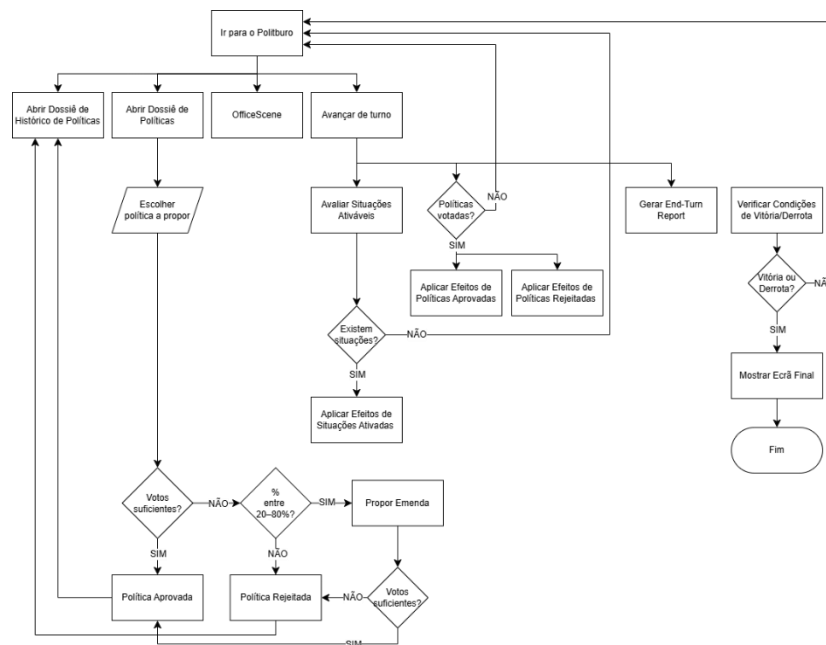 Ir para o Politburo
Abrir Dossiê de
Histórico de Políticas
Abrir Dossiê de
Políticas
OfficeScene
Avançar de turno
Escolher
política a propor
Avaliar Situações
Ativáveis
Políticas
votadas?
NÃO
Gerar End-Turn
Report
Verificar Condições
de Vitória/Derrota
SIM
Aplicar Efeitos de
Políticas Aprovadas
Aplicar Efeitos de
Políticas Rejeitadas
Vitória ou
Derrota?
NÃ
Existem
situações?
NÃO
SIM
SIM
Mostrar Ecrã Final
Aplicar Efeitos de
Situações Ativadas
Fim
Votos
suficientes?
NÃO
%
entre
20–80%?
SIM
Propor Emenda
SIM
NÃO
Política Aprovada
Política Rejeitada
NÃO
Votos
suficientes?
SIM